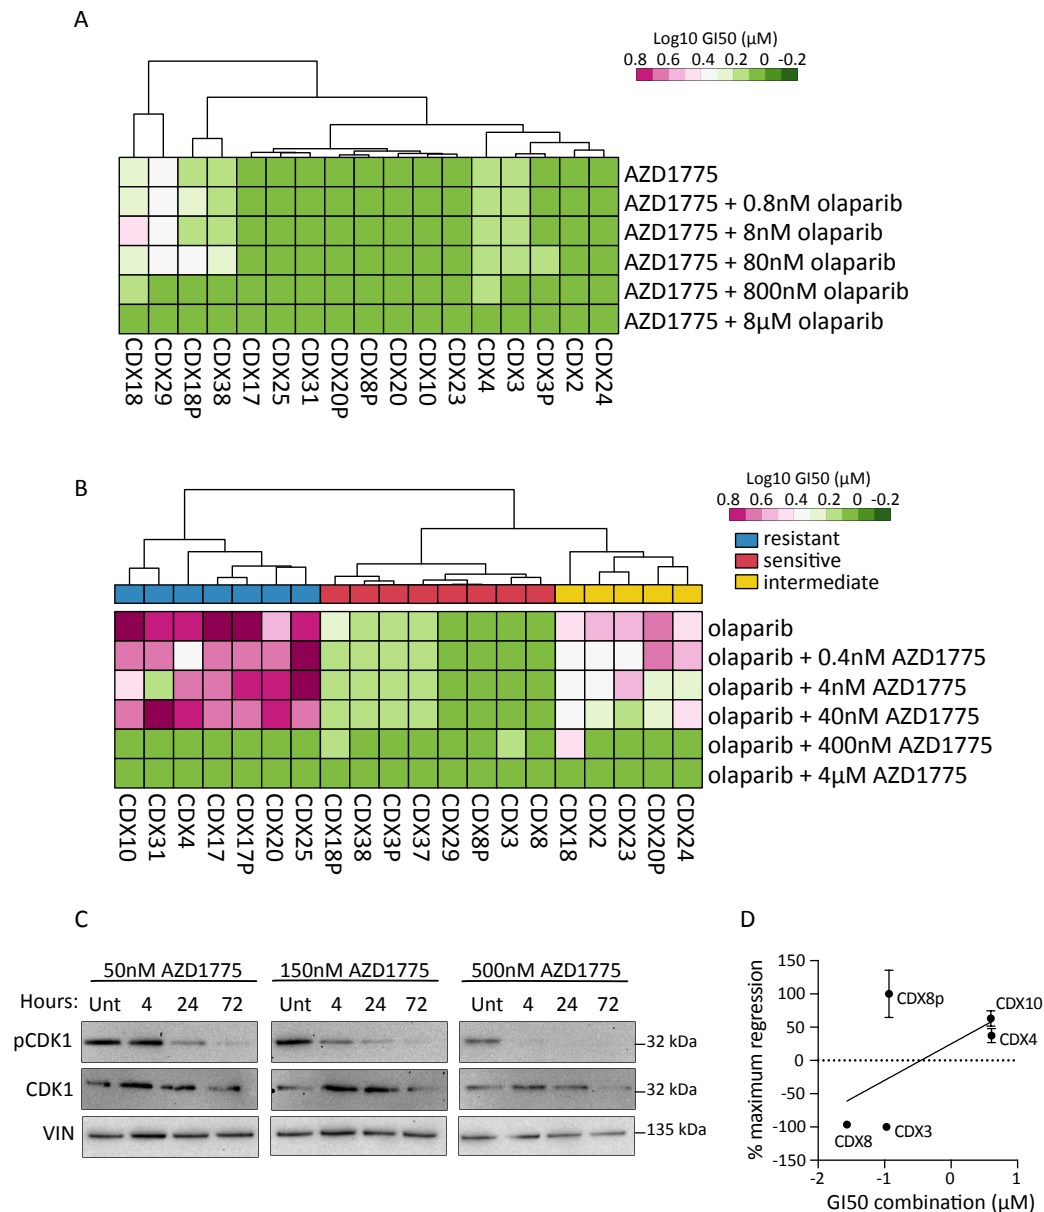 A
Log10 GI50 (μM)
0.8 0.6 0.4 0.2 0 -0.2
AZD1775
AZD1775 + 0.8nM olaparib
AZD1775 + 8nM olaparib
AZD1775 + 80nM olaparib
AZD1775 + 800nM olaparib
AZD1775 + 8μM olaparib
CDX18 CDX29 CDX18P CDX38 CDX17 CDX25 CDX31 CDX20P CDX8P CDX20 CDX10 CDX23 CDX4 CDX3 CDX3P CDX2 CDX24
B
Log10 GI50 (μM)
0.8 0.6 0.4 0.2 0 -0.2
resistant
sensitive
intermediate
olaparib
olaparib + 0.4nM AZD1775
olaparib + 4nM AZD1775
olaparib + 40nM AZD1775
olaparib + 400nM AZD1775
olaparib + 4μM AZD1775
CDX10 CDX31 CDX4 CDX17 CDX17P CDX20 CDX25 CDX18P CDX38 CDX3P CDX37 CDX29 CDX8P CDX3 CDX8 CDX18 CDX2 CDX23 CDX20P CDX24
C
50nM AZD1775 150nM AZD1775 500nM AZD1775
Hours: Unt 4 24 72 Unt 4 24 72 Unt 4 24 72
pCDK1 32 kDa
CDK1 32 kDa
VIN 135 kDa
D
% maximum regression
150
100
50
0
-50
-100
-150
CDX8p
CDX10
CDX4
CDX8
CDX3
-2 -1 0 1
GI50 combination (μM)